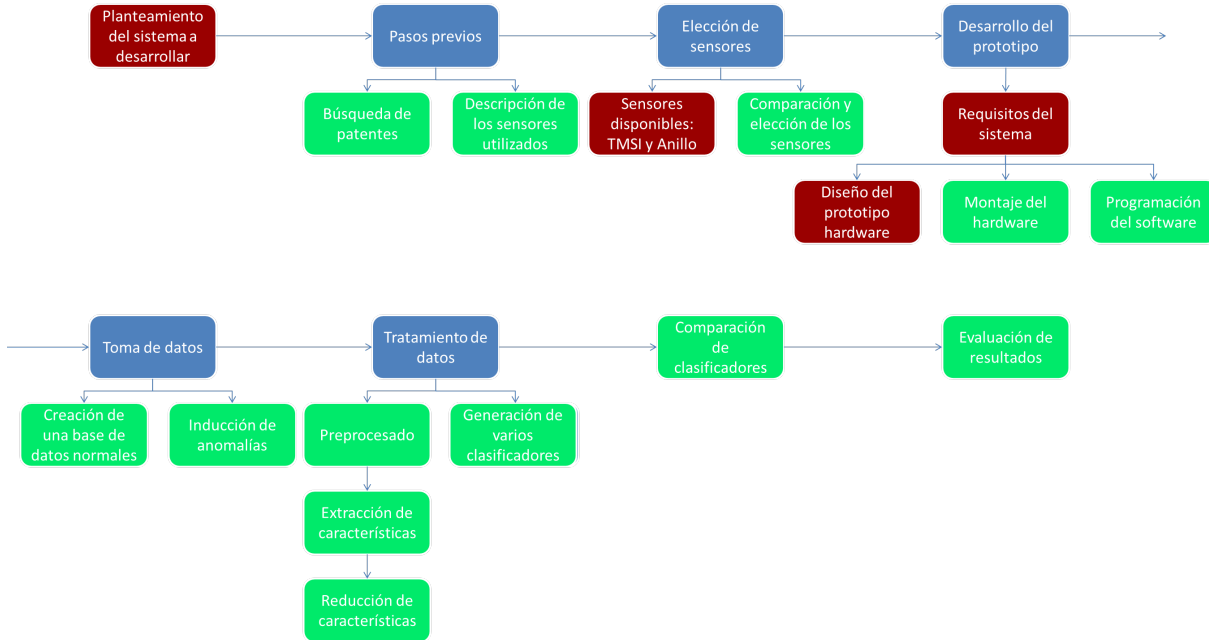 Planteamiento
del sistema a
desarrollar
Pasos previos
Elección de
sensores
Desarrollo del
prototipo
Búsqueda de
patentes
Descripción de
los sensores
utilizados
Sensores
disponibles:
TMSI y Anillo
Comparación y
elección de los
sensores
Requisitos del
sistema
Diseño del
prototipo
hardware
Montaje del
hardware
Programación
del software
Toma de datos
Tratamiento de
datos
Comparación
de
clasificadores
Evaluación de
resultados
Creación de
una base de
datos normales
Inducción de
anomalías
Preprocesado
Generación de
varios
clasificadores
Extracción de
características
Reducción de
características